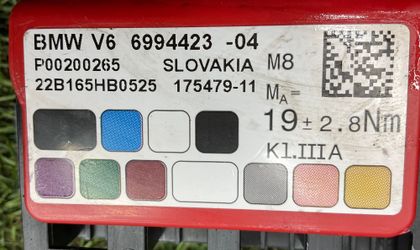 BMW V6 6994423 -04
P00200265 SLOVAKIA M8
22B165HB0525 175479-11 MA=
19 ± 2.8Nm
Kl.IIIA